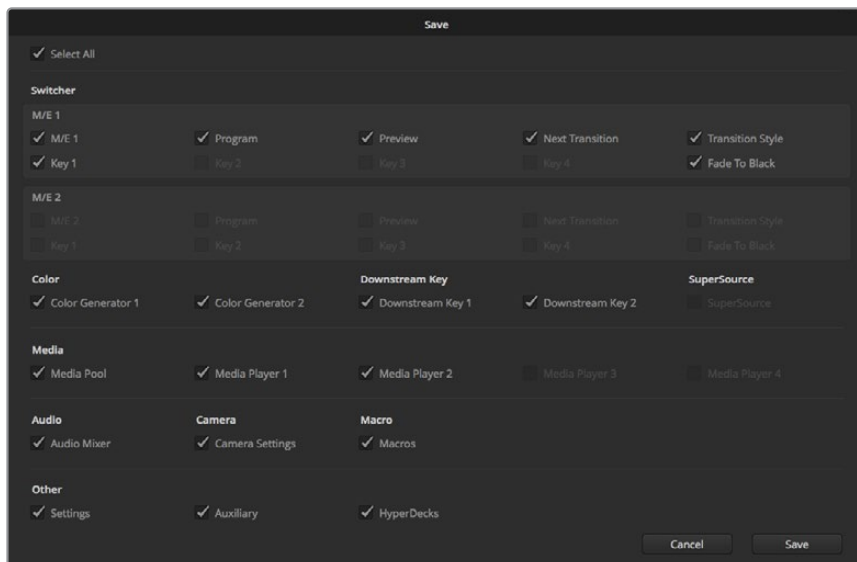 Save
Select All
Switcher
M/E 1
M/E 1 Program Preview Next Transition Transition Style
Key 1 Key 2 Key 3 Key 4 Fade To Black
M/E 2
M/E 2 Program Preview Next Transition Transition Style
Key 1 Key 2 Key 3 Key 4 Fade To Black
Color Downstream Key SuperSource
Color Generator 1 Color Generator 2 Downstream Key 1 Downstream Key 2 SuperSource
Media
Media Pool Media Player 1 Media Player 2 Media Player 3 Media Player 4
Audio Camera Macro
Audio Mixer Camera Settings Macros
Other
Settings Auxiliary HyperDecks
Cancel Save